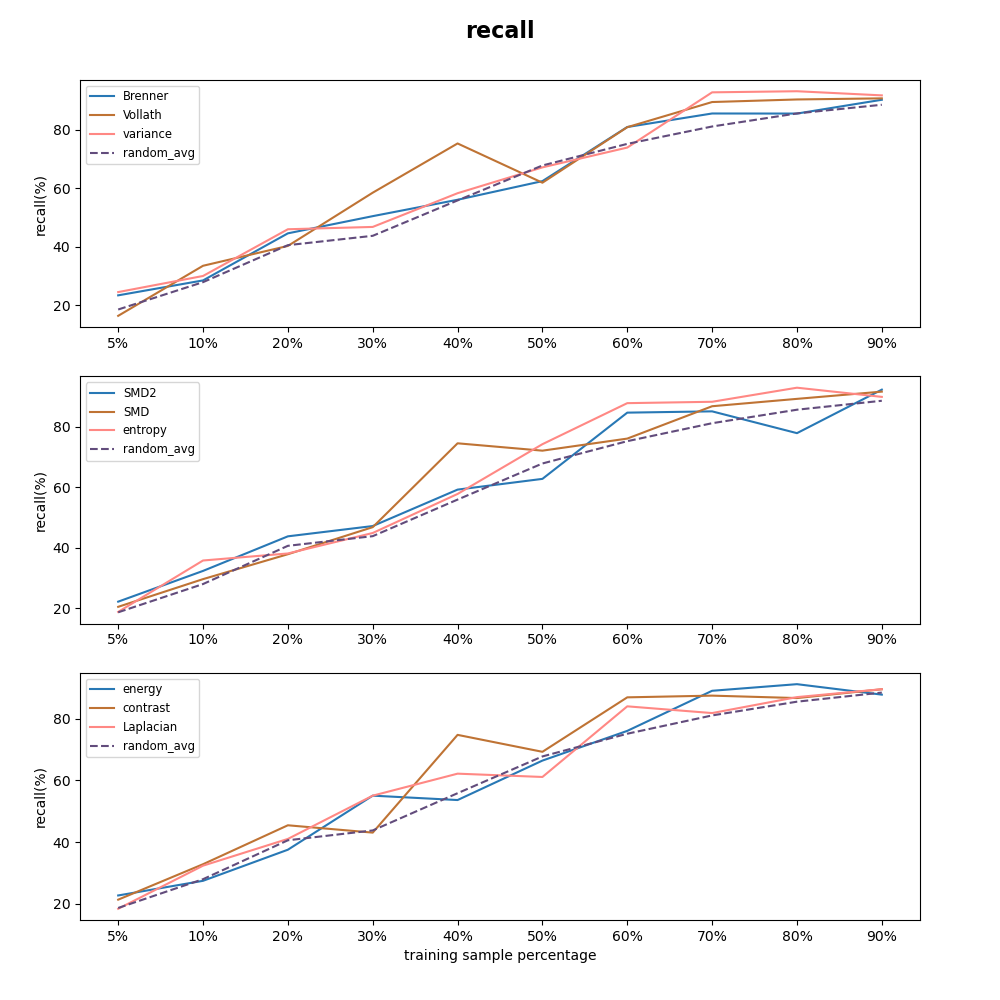 recall
Brenner
Vollath
variance
random_avg
recall(%)
80
60
40
20
5% 10% 20% 30% 40% 50% 60% 70% 80% 90%
SMD2
SMD
entropy
random_avg
recall(%)
80
60
40
20
5% 10% 20% 30% 40% 50% 60% 70% 80% 90%
energy
contrast
Laplacian
random_avg
recall(%)
80
60
40
20
5% 10% 20% 30% 40% 50% 60% 70% 80% 90%
training sample percentage